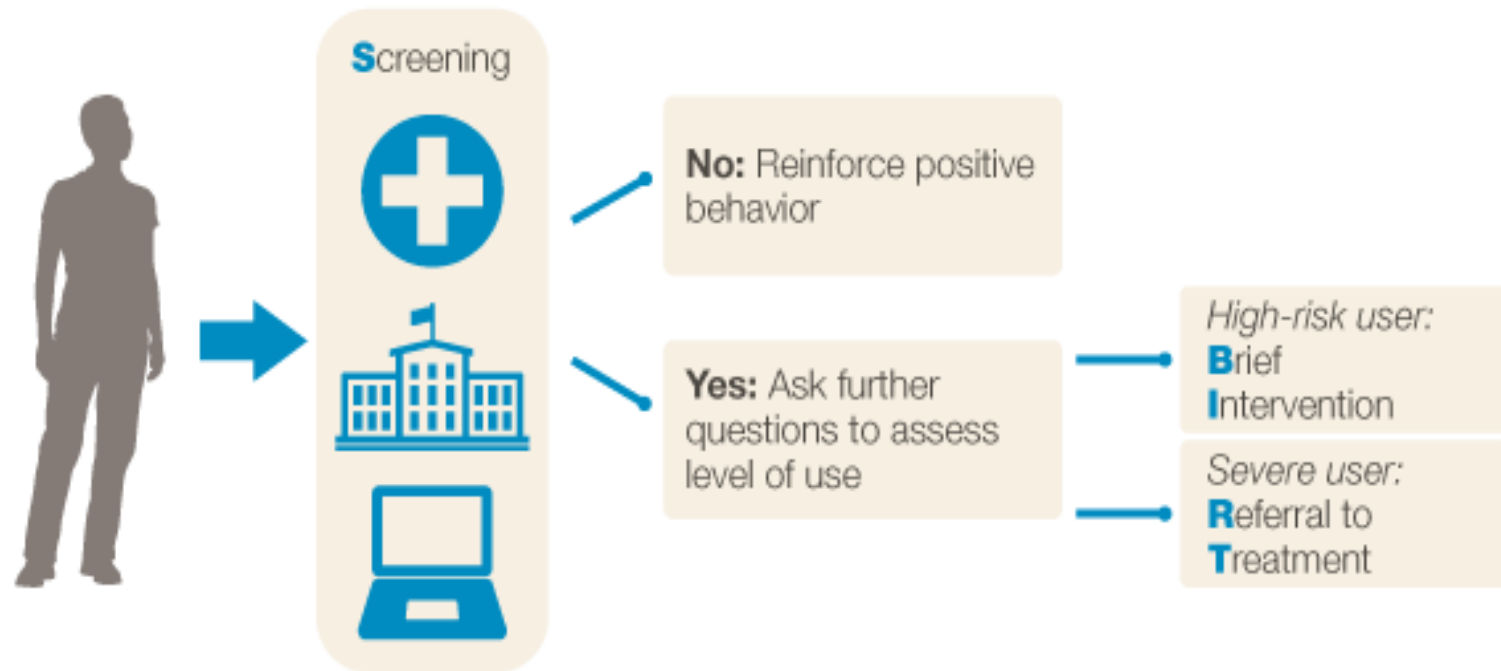 Screening
No: Reinforce positive
behavior
Yes: Ask further
questions to assess
level of use
High-risk user:
Brief
Intervention
Severe user:
Referral to
Treatment